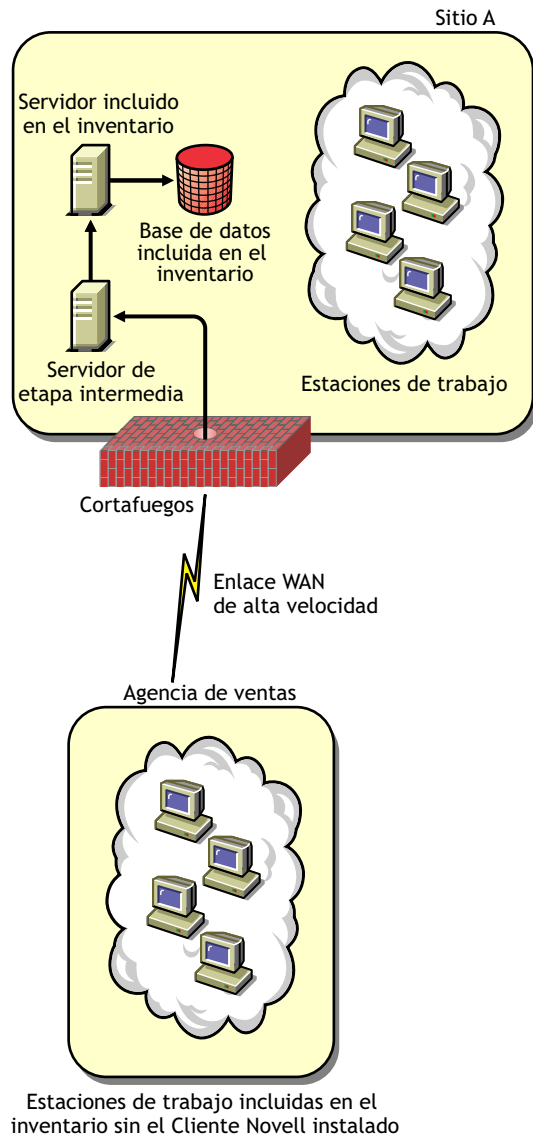 Sitio A
Servidor incluido
en el inventario
Base de datos
incluida en el
inventario
Servidor de
etapa intermedia
Estaciones de trabajo
Cortafuegos
Enlace WAN
de alta velocidad
Agencia de ventas
Estaciones de trabajo incluidas en el
inventario sin el Cliente Novell instalado